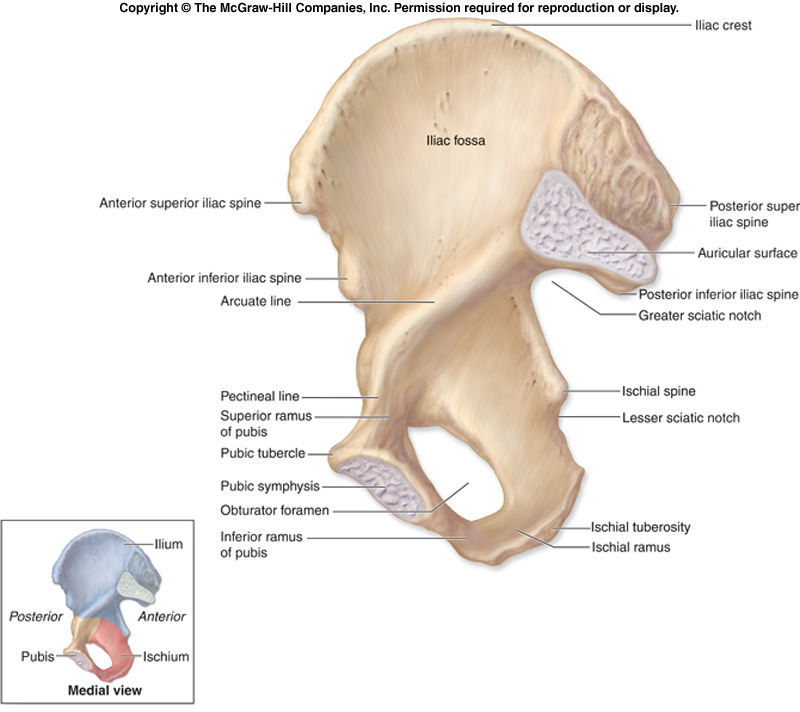 Copyright © The McGraw-Hill Companies, Inc. Permission required for reproduction or display.
Iliac crest
Iliac fossa
Anterior superior iliac spine
Posterior super
iliac spine
Auricular surface
Anterior inferior iliac spine
Posterior inferior iliac spine
Arcuate line
Greater sciatic notch
Pectineal line
Ischial spine
Superior ramus
of pubis
Lesser sciatic notch
Pubic tubercle
Pubic symphysis
Obturator foramen
Ischial tuberosity
Inferior ramus
of pubis
Ischial ramus
Ilium
Posterior
Anterior
Pubis
Ischium
Medial view